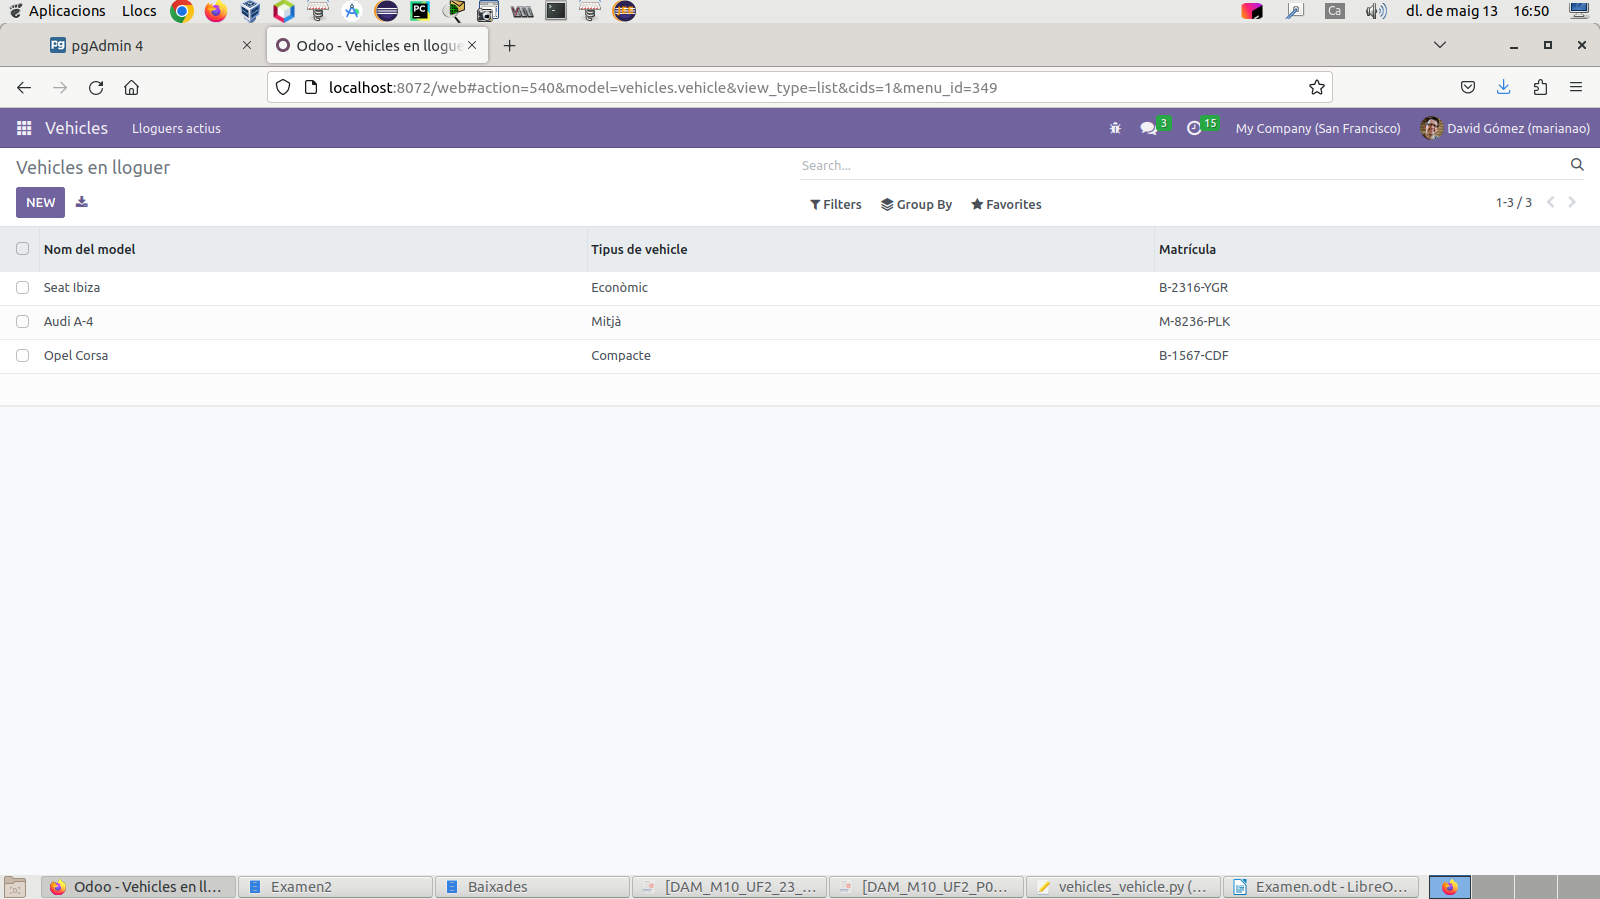 Aplicacions Llocs Ca dl. de maig 13 16:50
pgAdmin 4 Odoo - Vehicles en llogue
localhost:8072/web#action=540&model=vehicles.vehicle&view_type=list&cids=1&menu_id=349
Vehicles Lloguers actius 3 15 My Company (San Francisco) David Gómez (marianao)
Vehicles en lloguer Search...
NEW Filters Group By Favorites 1-3 / 3
Nom del model Tipus de vehicle Matrícula
Seat Ibiza Econòmic B-2316-YGR
Audi A-4 Mitjà M-8236-PLK
Opel Corsa Compacte B-1567-CDF
Odoo - Vehicles en ll... Examen2 Baixades [DAM_M10_UF2_23_... [DAM_M10_UF2_P0... vehicles_vehicle.py (... Examen.odt - LibreO...